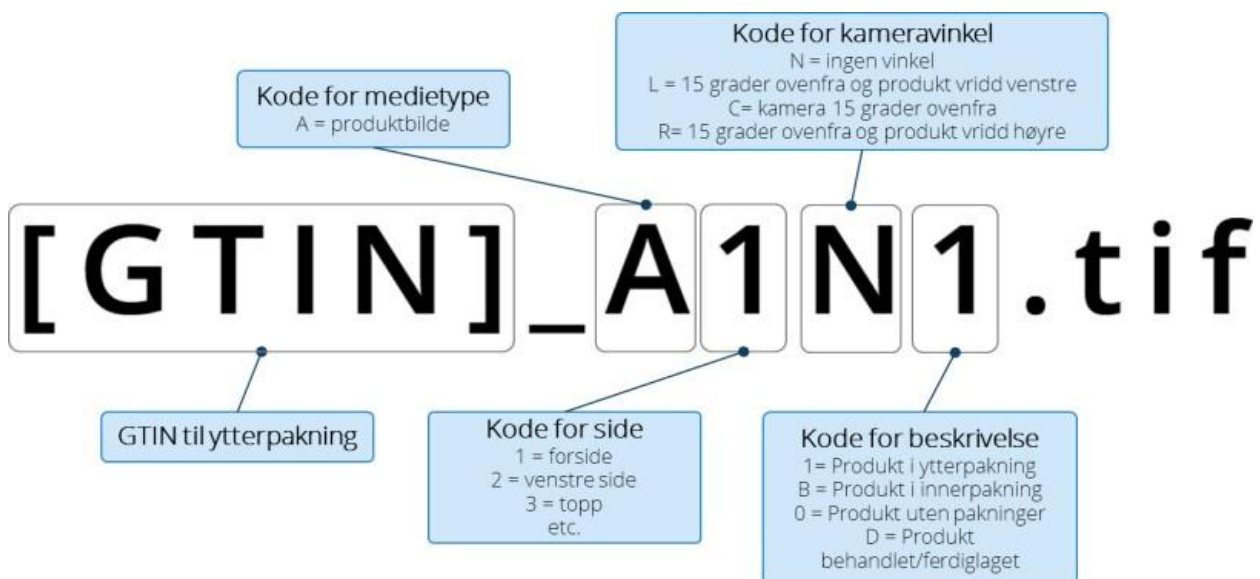 Kode for kameravinkel
N = ingen vinkel
L = 15 grader ovenfra og produkt vridd venstre
C= kamera 15 grader ovenfra
R= 15 grader ovenfra og produkt vridd høyre
Kode for medietype
A = produktbilde
[GTIN]_A1N1.tif
GTIN til ytterpakning
Kode for side
1 = forside
2 = venstre side
3 = topp
etc.
Kode for beskrivelse
1= Produkt i ytterpakning
B = Produkt i innerpakning
0 = Produkt uten pakninger
D = Produkt
behandlet/ferdiglaget